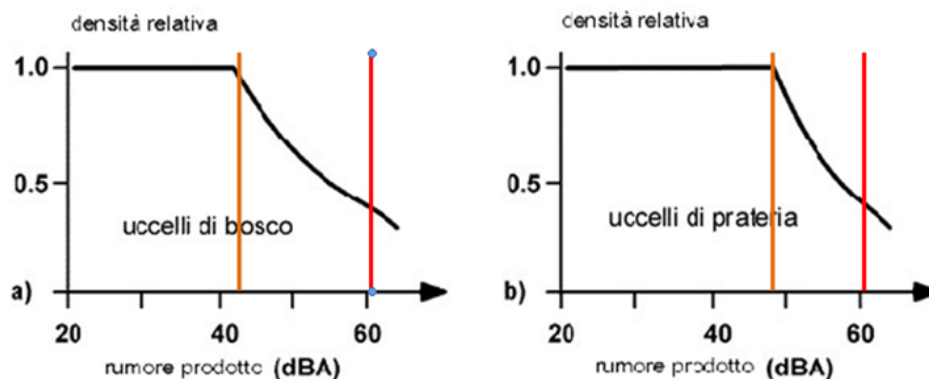 densità relativa
1.0
0.5
uccelli di bosco
a)
20
40
60
rumore prodotto (dBA)
densità relativa
1.0
0.5
uccelli di prateria
b)
20
40
60
rumore prodotto (dBA)